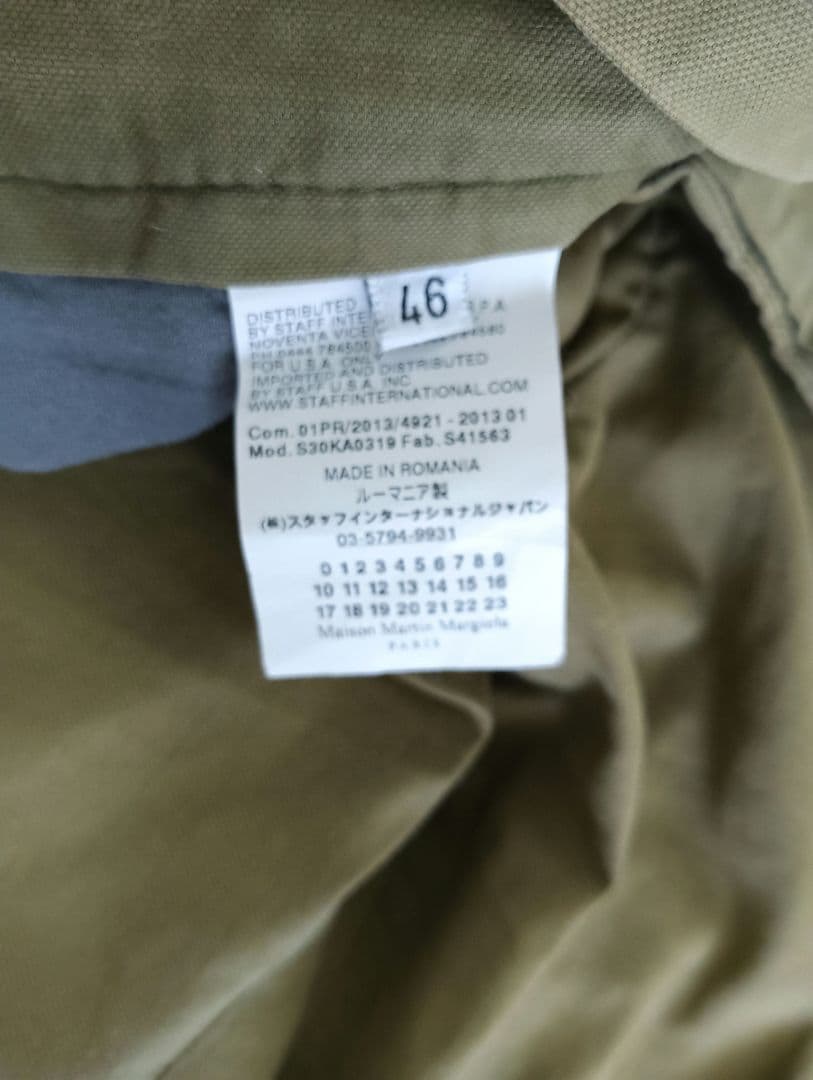 46
DISTRIBUTED
BY STAFF INTE P.A
NOVENTA VICE
FOR U.S.A. ONLY
IMPORTED AND DISTRIBUTED
BY STAFF U.S.A. INC
WWW.STAFFINTERNATIONAL.COM
Com. 01PR/2013/4921 - 2013 01
Mod. S30KA0319 Fab. S41563
MADE IN ROMANIA
ルーマニア製
(株)スタッフインターナショナルジャパン
03-5794-9931
0 1 2 3 4 5 6 7 8 9
10 11 12 13 14 15 16
17 18 19 20 21 22 23
Maison Martin Margiela
PARIS